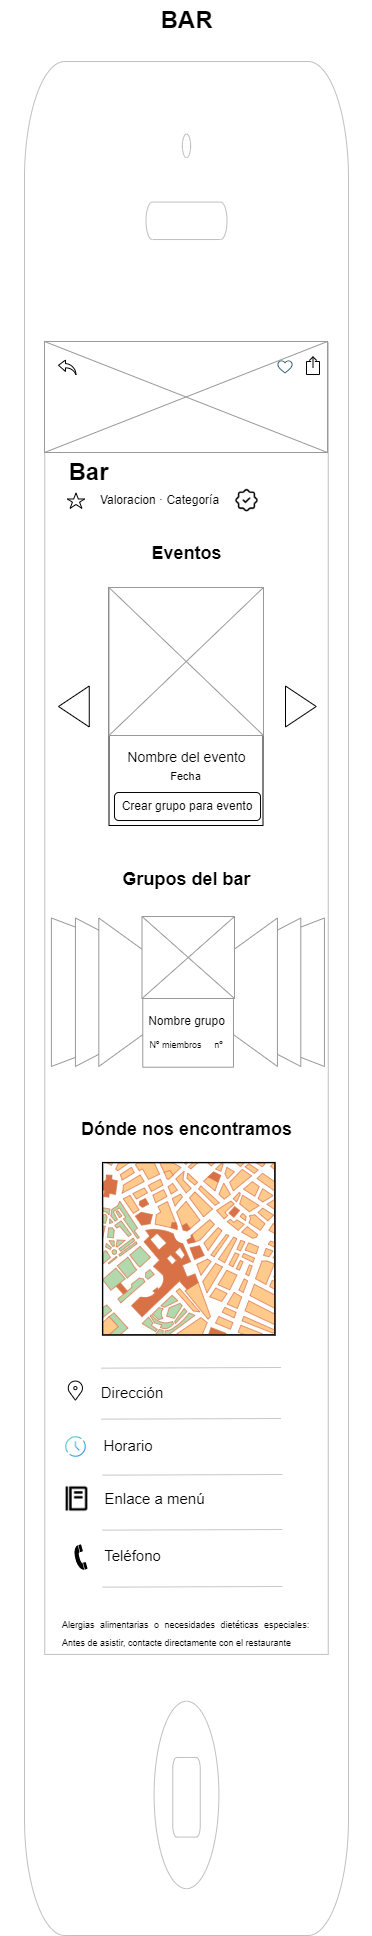 BAR
Bar
Valoracion · Categoría
Eventos
Nombre del evento
Fecha
Crear grupo para evento
Grupos del bar
Nombre grupo
Nº miembros nº
Dónde nos encontramos
Dirección
Horario
Enlace a menú
Teléfono
Alergias alimentarias o necesidades dietéticas especiales:
Antes de asistir, contacte directamente con el restaurante